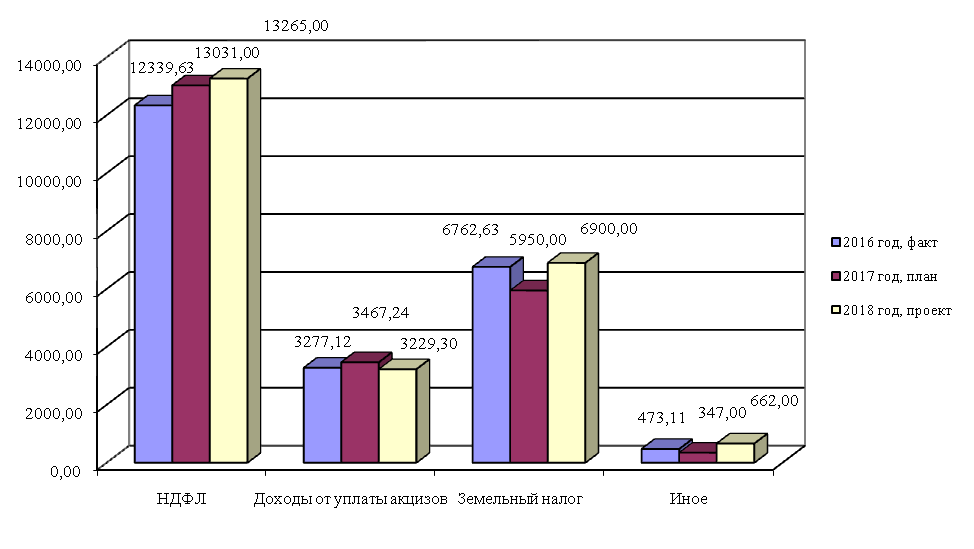 13265,00
13031,00
12339,63
14000,00
12000,00
10000,00
8000,00
6000,00
4000,00
2000,00
0,00
6762,63
5950,00
6900,00
3467,24
3277,12
3229,30
473,11
347,00
662,00
НДФЛ
Доходы от уплаты акцизов
Земельный налог
Иное
2016 год, факт
2017 год, план
2018 год, проект